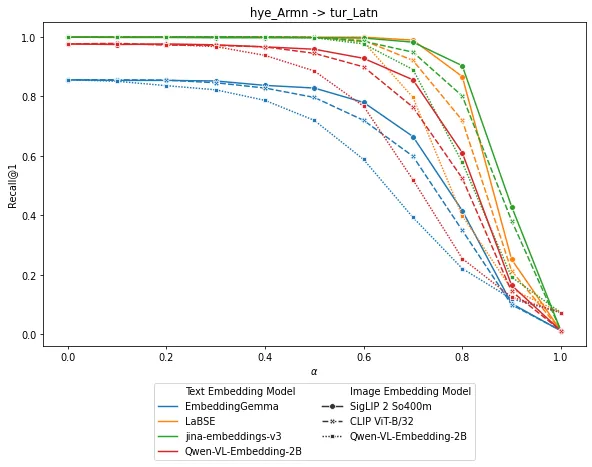 hye_Armn -> tur_Latn
Recall@1
1.0
0.8
0.6
0.4
0.2
0.0
0.0 0.2 0.4 0.6 0.8 1.0
α
Text Embedding Model
EmbeddingGemma
LaBSE
jina-embeddings-v3
Qwen-VL-Embedding-2B
Image Embedding Model
SigLIP 2 So400m
CLIP ViT-B/32
Qwen-VL-Embedding-2B